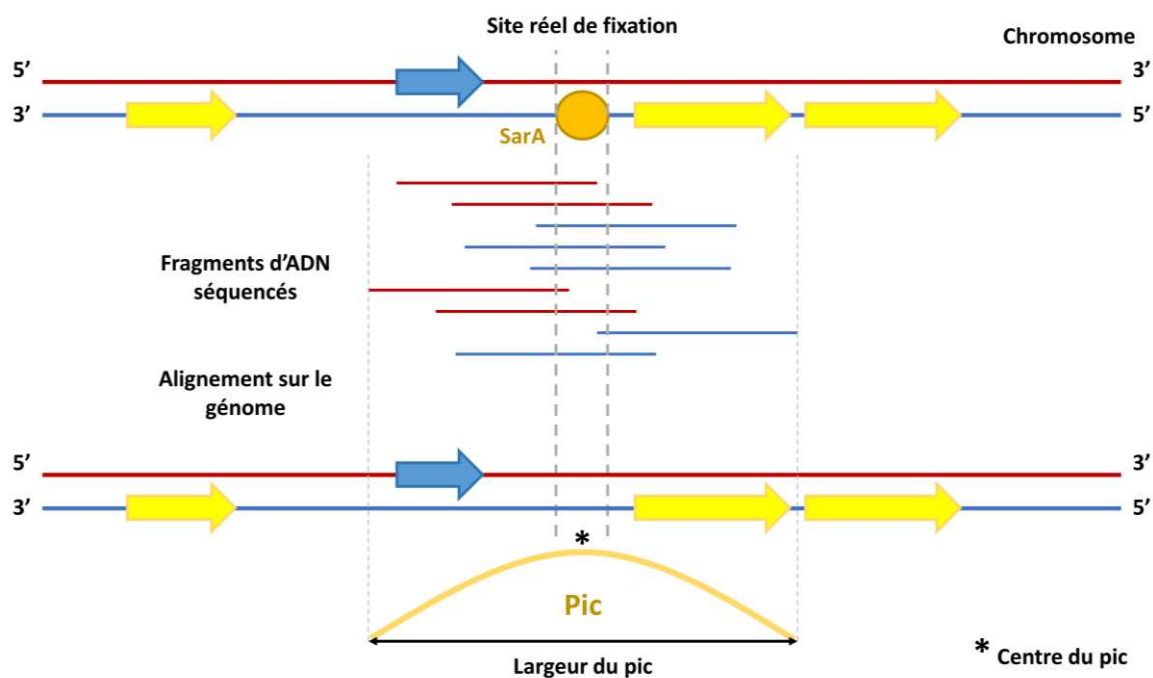 Site réel de fixation
Chromosome
5’
3’
3’
5’
SarA
Fragments d’ADN
séquencés
Alignement sur le
génome
5’
3’
3’
5’
*
Pic
Largeur du pic
* Centre du pic